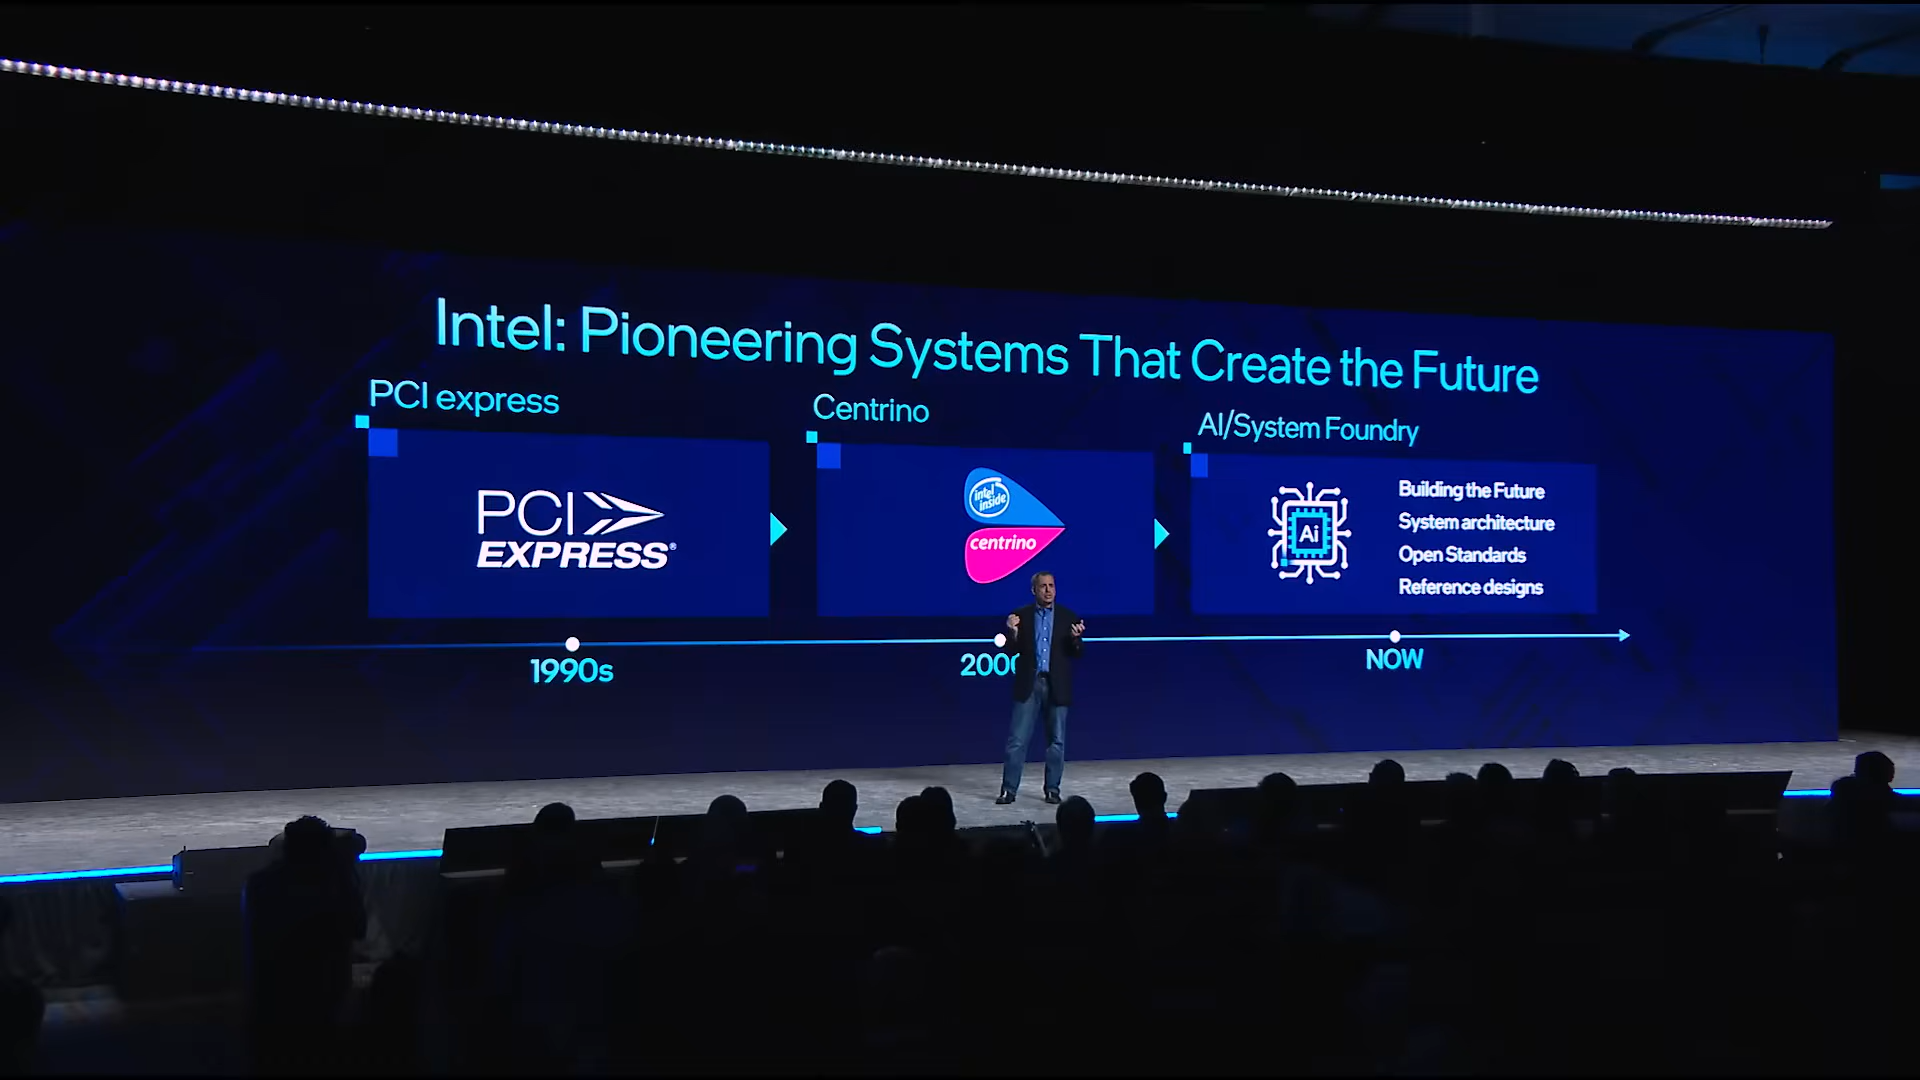 Intel: Pioneering Systems That Create the Future
PCI express
Centrino
AI/System Foundry
PCI
EXPRESS®
intel
inside
centrino
Ai
Building the Future
System architecture
Open Standards
Reference designs
1990s
NOW